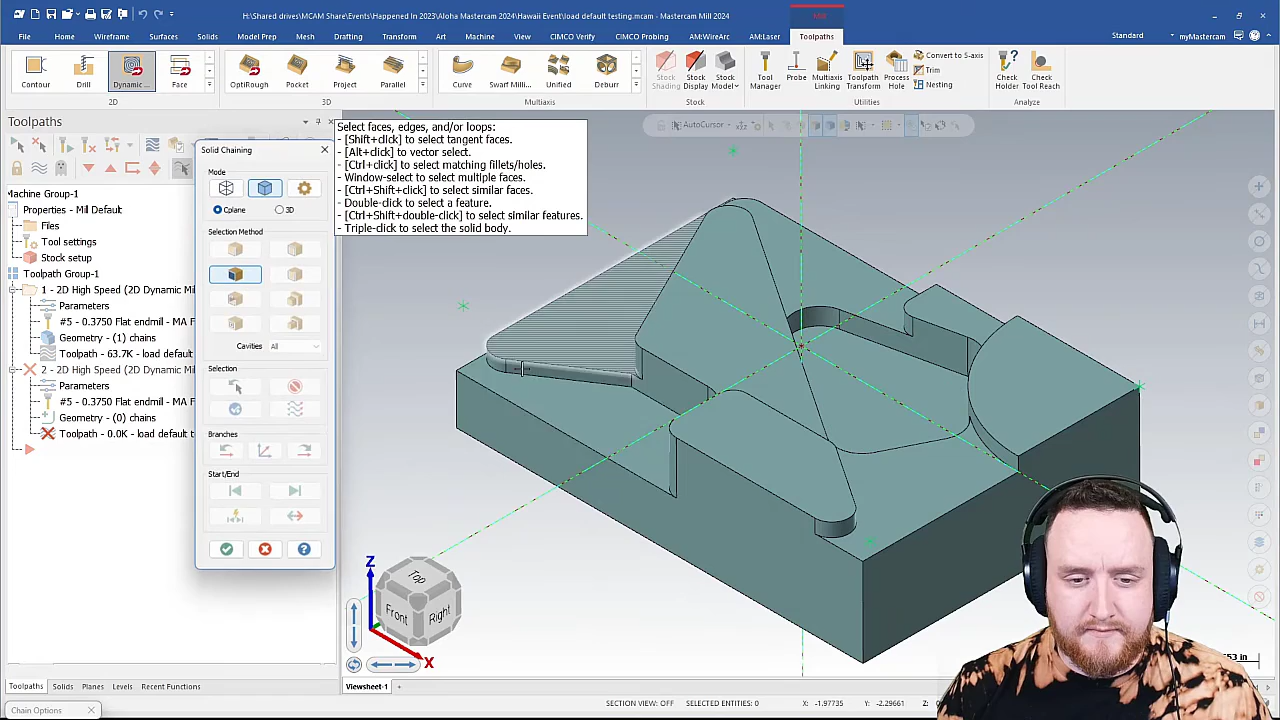 H:\Shared drives\MCAM Share\Events\Happened In 2023\Aloha Mastercam 2024\Hawaii Event\load default testing.mcam - Mastercam Mill 2024
Mill
File Home Wireframe Surfaces Solids Model Prep Mesh Drafting Transform Art Machine View CIMCO Verify CIMCO Probing AM:WireArc AM:Laser Toolpaths Standard myMastercam
Contour Drill Dynamic ... Face OptiRough Pocket Project Parallel Curve Swarf Milli... Unified Deburr Stock Shading Stock Display Stock Model Tool Manager Probe Multiaxis Linking Toolpath Transform Process Hole Convert to 5-axis Trim Nesting Check Holder Check Tool Reach
2D 3D Multiaxis Stock Utilities Analyze
Toolpaths
Solid Chaining
Mode
Cplane 3D
Selection Method
Cavities All
Selection
Branches
Start/End
Machine Group-1
Properties - Mill Default
Files
Tool settings
Stock setup
Toolpath Group-1
1 - 2D High Speed (2D Dynamic Mi
Parameters
#5 - 0.3750 Flat endmill - MA F
Geometry - (1) chains
Toolpath - 63.7K - load default
2 - 2D High Speed (2D Dynamic Mi
Parameters
#5 - 0.3750 Flat endmill - MA F
Geometry - (0) chains
Toolpath - 0.0K - load default t
Select faces, edges, and/or loops:
- [Shift+click] to select tangent faces.
- [Alt+click] to vector select.
- [Ctrl+click] to select matching fillets/holes.
- Window-select to select multiple faces.
- [Ctrl+Shift+click] to select similar faces.
- Double-click to select a feature.
- [Ctrl+Shift+double-click] to select similar features.
- Triple-click to select the solid body.
AutoCursor
Z
Top
Front Right
X
Toolpaths Solids Planes Levels Recent Functions
Viewsheet-1 +
Chain Options
SECTION VIEW: OFF SELECTED ENTITIES: 0 X: -1.97735 Y: -2.29661 Z: